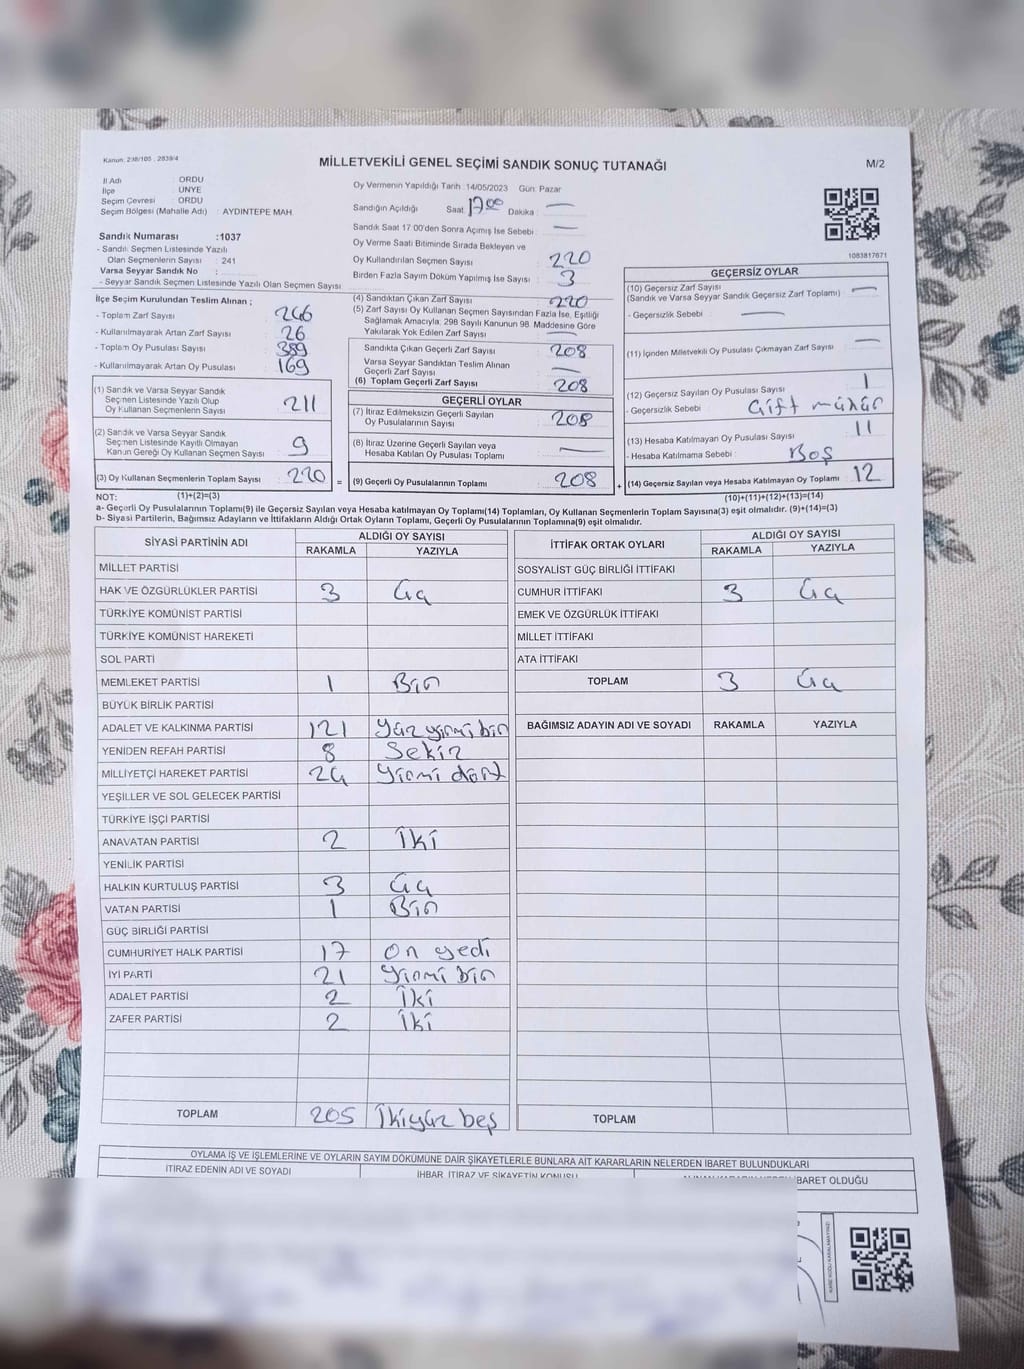 Kanun: 298/105 , 2839/4
MİLLETVEKİLİ GENEL SEÇİMİ SANDIK SONUÇ TUTANAĞI
M/2
İl Adı : ORDU
İlçe : ÜNYE
Seçim Çevresi : ORDU
Seçim Bölgesi (Mahalle Adı) : AYDINTEPE MAH.
Sandık Numarası :1037
- Sandık Seçmen Listesinde Yazılı
Olan Seçmenlerin Sayısı : 241
Varsa Seyyar Sandık No :
- Seyyar Sandık Seçmen Listesinde Yazılı Olan Seçmen Sayısı :
Oy Vermenin Yapıldığı Tarih :14/05/2023 Gün: Pazar
Sandığın Açıldığı Saat: 17.00 Dakika : —
Sandık Saat 17.00'den Sonra Açılmış İse Sebebi : —
Oy Verme Saati Bitiminde Sırada Bekleyen ve
Oy Kullandırılan Seçmen Sayısı : 220
Birden Fazla Sayım Döküm Yapılmış İse Sayısı : 3
1083817671
İlçe Seçim Kurulundan Teslim Alınan ;
- Toplam Zarf Sayısı : 246
- Kullanılmayarak Artan Zarf Sayısı : 26
- Toplam Oy Pusulası Sayısı : 389
- Kullanılmayarak Artan Oy Pusulası : 169
(1) Sandık ve Varsa Seyyar Sandık
Seçmen Listesinde Yazılı Olup
Oy Kullanan Seçmenlerin Sayısı : 211
(2) Sandık ve Varsa Seyyar Sandık
Seçmen Listesinde Kayıtlı Olmayan
Kanun Gereği Oy Kullanan Seçmen Sayısı : 9
(3) Oy Kullanan Seçmenlerin Toplam Sayısı : 220
(4) Sandıktan Çıkan Zarf Sayısı : 220
(5) Zarf Sayısı Oy Kullanan Seçmen Sayısından Fazla İse, Eşitliği
Sağlamak Amacıyla; 298 Sayılı Kanunun 98. Maddesine Göre
Yakılarak Yok Edilen Zarf Sayısı : —
Sandıkta Çıkan Geçerli Zarf Sayısı : 208
Varsa Seyyar Sandıktan Teslim Alınan
Geçerli Zarf Sayısı : —
(6) Toplam Geçerli Zarf Sayısı : 208
GEÇERLİ OYLAR
(7) İtiraz Edilmeksizin Geçerli Sayılan
Oy Pusulalarının Sayısı : 208
(8) İtiraz Üzerine Geçerli Sayılan veya
Hesaba Katılan Oy Pusulası Toplamı : —
= (9) Geçerli Oy Pusulalarının Toplamı : 208
GEÇERSİZ OYLAR
(10) Geçersiz Zarf Sayısı : —
(Sandık ve Varsa Seyyar Sandık Geçersiz Zarf Toplamı)
- Geçersizlik Sebebi : —
(11) İçinden Milletvekili Oy Pusulası Çıkmayan Zarf Sayısı : —
(12) Geçersiz Sayılan Oy Pusulası Sayısı : 1
- Geçersizlik Sebebi : Çift mühür
(13) Hesaba Katılmayan Oy Pusulası Sayısı : 11
- Hesaba Katılmama Sebebi : Boş
+ (14) Geçersiz Sayılan veya Hesaba Katılmayan Oy Toplamı : 12
NOT: (1)+(2)=(3)
(10)+(11)+(12)+(13)=(14)
a- Geçerli Oy Pusulalarının Toplamı(9) ile Geçersiz Sayılan veya Hesaba katılmayan Oy Toplamı(14) Toplamları, Oy Kullanan Seçmenlerin Toplam Sayısına(3) eşit olmalıdır. (9)+(14)=(3)
b- Siyasi Partilerin, Bağımsız Adayların ve İttifakların Aldığı Ortak Oyların Toplamı, Geçerli Oy Pusulalarının Toplamına(9) eşit olmalıdır.
SİYASİ PARTİNİN ADI ALDIĞI OY SAYISI
RAKAMLA YAZIYLA
MİLLET PARTİSİ
HAK VE ÖZGÜRLÜKLER PARTİSİ 3 Üç
TÜRKİYE KOMÜNİST PARTİSİ
TÜRKİYE KOMÜNİST HAREKETİ
SOL PARTİ
MEMLEKET PARTİSİ 1 Bir
BÜYÜK BİRLİK PARTİSİ
ADALET VE KALKINMA PARTİSİ 121 Yüz yirmi bir
YENİDEN REFAH PARTİSİ 8 Sekiz
MİLLİYETÇİ HAREKET PARTİSİ 24 Yirmi dört
YEŞİLLER VE SOL GELECEK PARTİSİ
TÜRKİYE İŞÇİ PARTİSİ
ANAVATAN PARTİSİ 2 İki
YENİLİK PARTİSİ
HALKIN KURTULUŞ PARTİSİ 3 Üç
VATAN PARTİSİ 1 Bir
GÜÇ BİRLİĞİ PARTİSİ
CUMHURİYET HALK PARTİSİ 17 On yedi
İYİ PARTİ 21 Yirmi bir
ADALET PARTİSİ 2 İki
ZAFER PARTİSİ 2 İki
TOPLAM 205 İkiyüz beş
İTTİFAK ORTAK OYLARI ALDIĞI OY SAYISI
RAKAMLA YAZIYLA
SOSYALİST GÜÇ BİRLİĞİ İTTİFAKI
CUMHUR İTTİFAKI 3 Üç
EMEK VE ÖZGÜRLÜK İTTİFAKI
MİLLET İTTİFAKI
ATA İTTİFAKI
TOPLAM 3 Üç
BAĞIMSIZ ADAYIN ADI VE SOYADI RAKAMLA YAZIYLA
TOPLAM
OYLAMA İŞ VE İŞLEMLERİNE VE OYLARIN SAYIM DÖKÜMÜNE DAİR ŞİKAYETLERLE BUNLARA AİT KARARLARIN NELERDEN İBARET BULUNDUKLARI
İTİRAZ EDENİN ADI VE SOYADI
İHBAR, İTİRAZ VE ŞİKAYETİN KONUSU
İBARET OLDUĞU